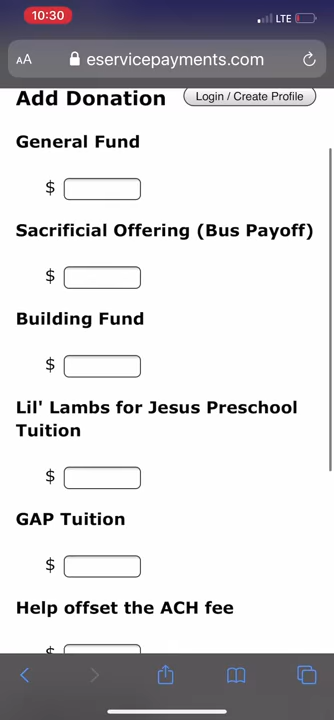 10:30
LTE
AA
eservicepayments.com
Add Donation
Login / Create Profile
General Fund
$
Sacrificial Offering (Bus Payoff)
$
Building Fund
$
Lil' Lambs for Jesus Preschool
Tuition
$
GAP Tuition
$
Help offset the ACH fee
$